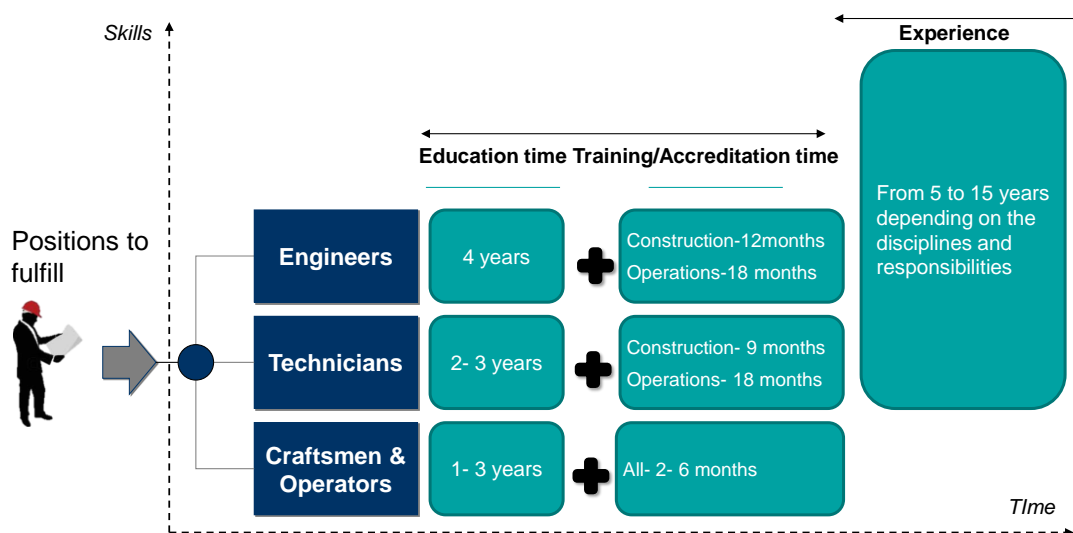 Skills
Experience
Education time Training/Accreditation time
From 5 to 15 years
depending on the
disciplines and
responsibilities
Positions to
fulfill
Engineers
4 years
Construction-12months
Operations-18 months
Technicians
2- 3 years
Construction- 9 months
Operations- 18 months
Craftsmen &
Operators
1- 3 years
All- 2- 6 months
TIme